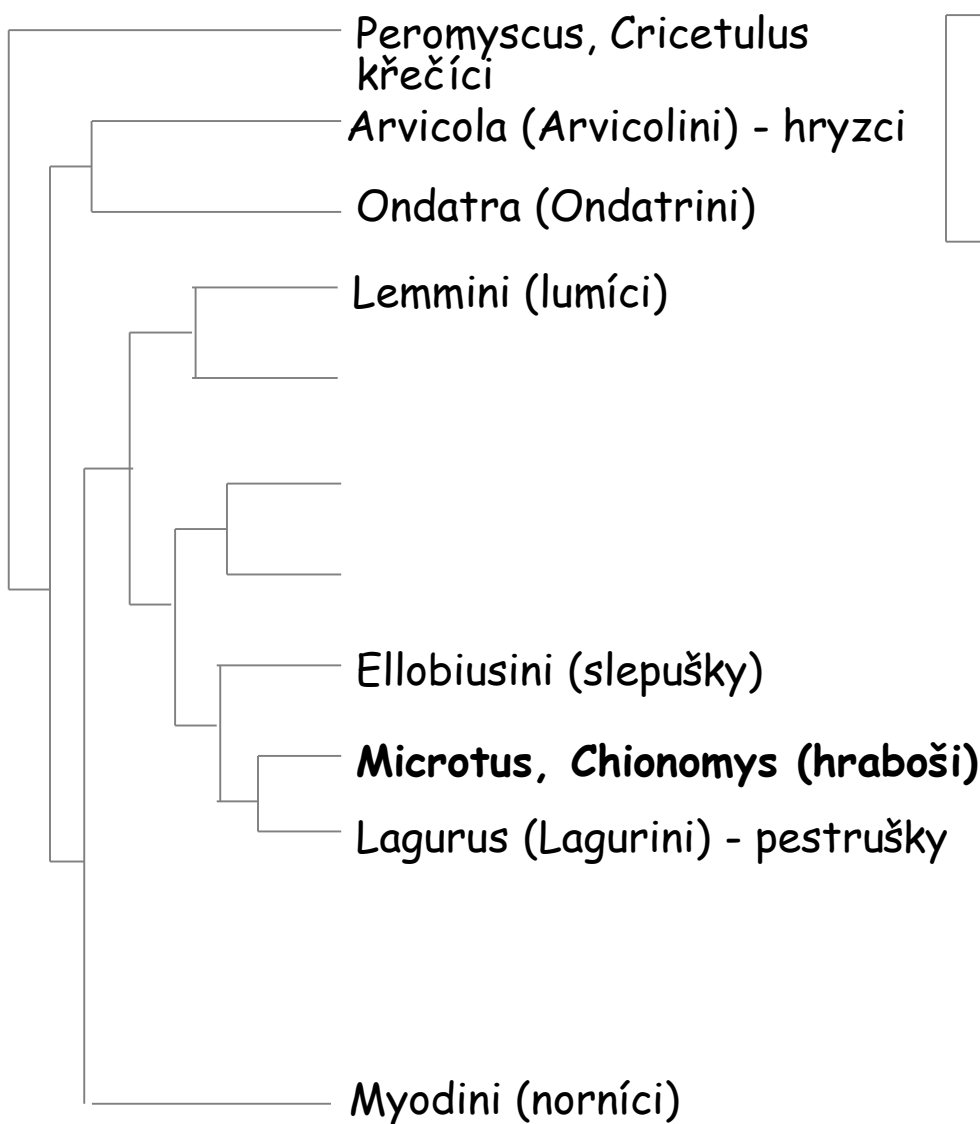 Peromyscus, Cricetulus
křečíci
Arvicola (Arvicolini) - hryzci
Ondatra (Ondatrini)
Lemmini (lumíci)
Ellobiusini (slepušky)
Microtus, Chionomys (hraboši)
Lagurus (Lagurini) - pestrušky
Myodini (norníci)